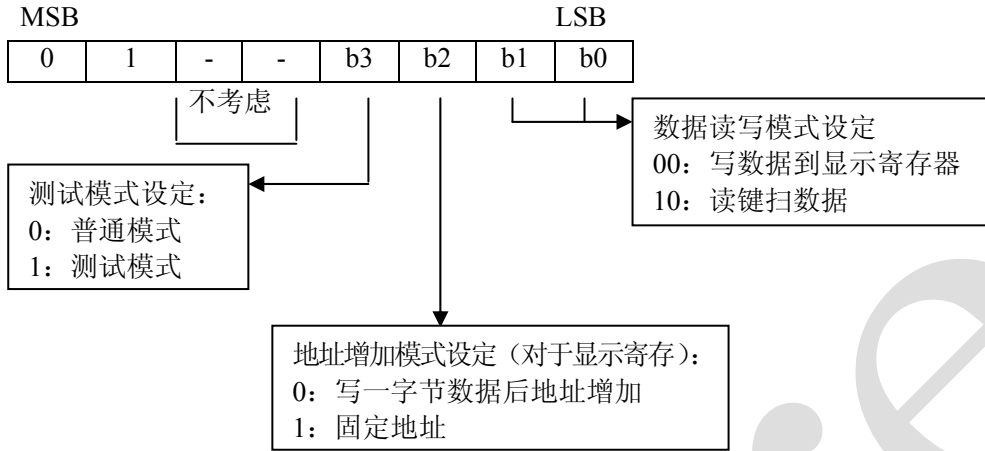 MSB LSB
0 1 - - b3 b2 b1 b0
不考虑
数据读写模式设定
00：写数据到显示寄存器
10：读键扫数据
测试模式设定：
0：普通模式
1：测试模式
地址增加模式设定（对于显示寄存）：
0：写一字节数据后地址增加
1：固定地址